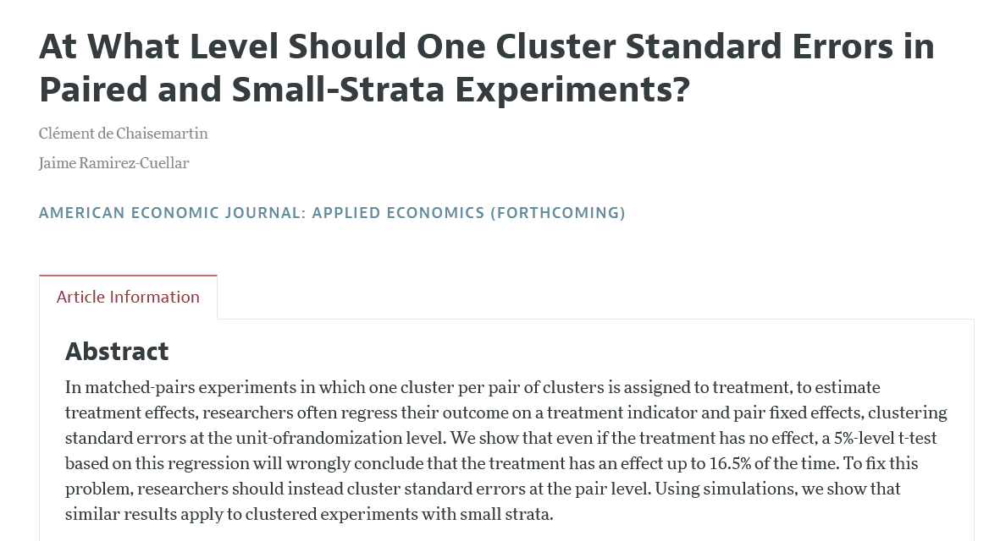 At What Level Should One Cluster Standard Errors in
Paired and Small-Strata Experiments?
Clément de Chaisemartin
Jaime Ramirez-Cuellar
AMERICAN ECONOMIC JOURNAL: APPLIED ECONOMICS (FORTHCOMING)
Article Information
Abstract
In matched-pairs experiments in which one cluster per pair of clusters is assigned to treatment, to estimate
treatment effects, researchers often regress their outcome on a treatment indicator and pair fixed effects, clustering
standard errors at the unit-ofrandomization level. We show that even if the treatment has no effect, a 5%-level t-test
based on this regression will wrongly conclude that the treatment has an effect up to 16.5% of the time. To fix this
problem, researchers should instead cluster standard errors at the pair level. Using simulations, we show that
similar results apply to clustered experiments with small strata.